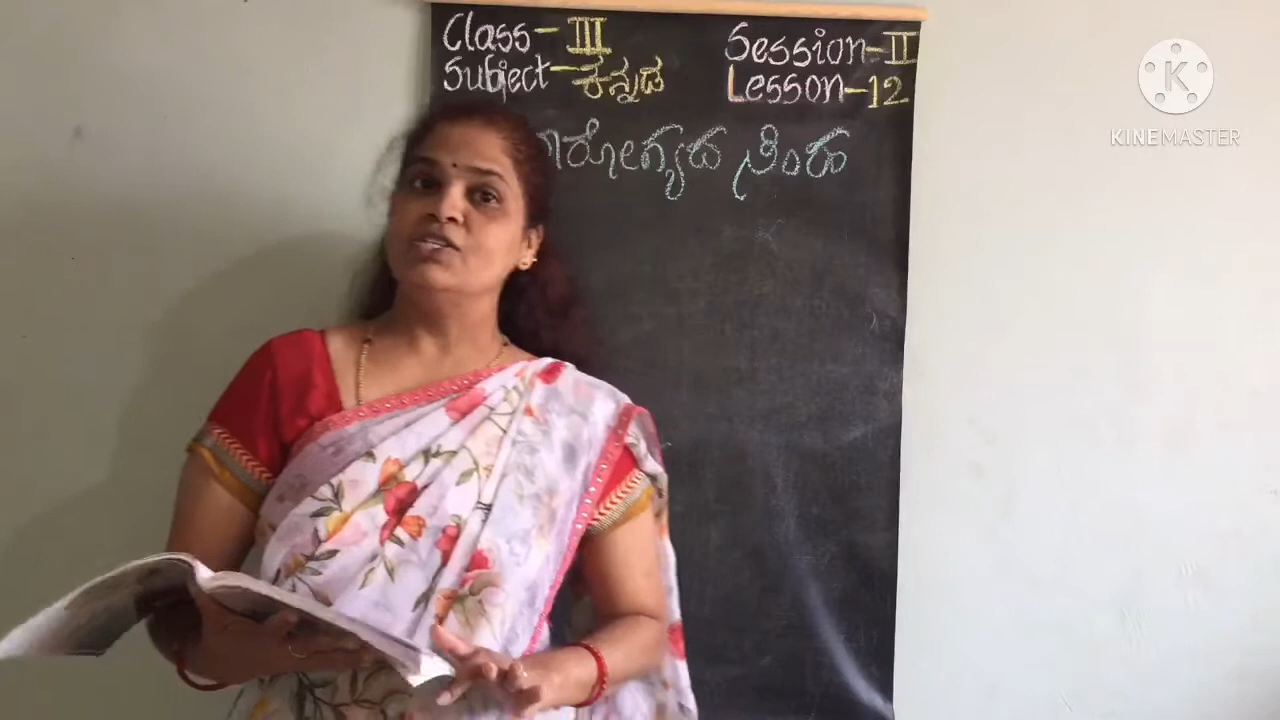 Class-III
Subject-ಕನ್ನಡ
Session-II
Lesson-12
ಸಿಂಹ
K
KINEMASTER